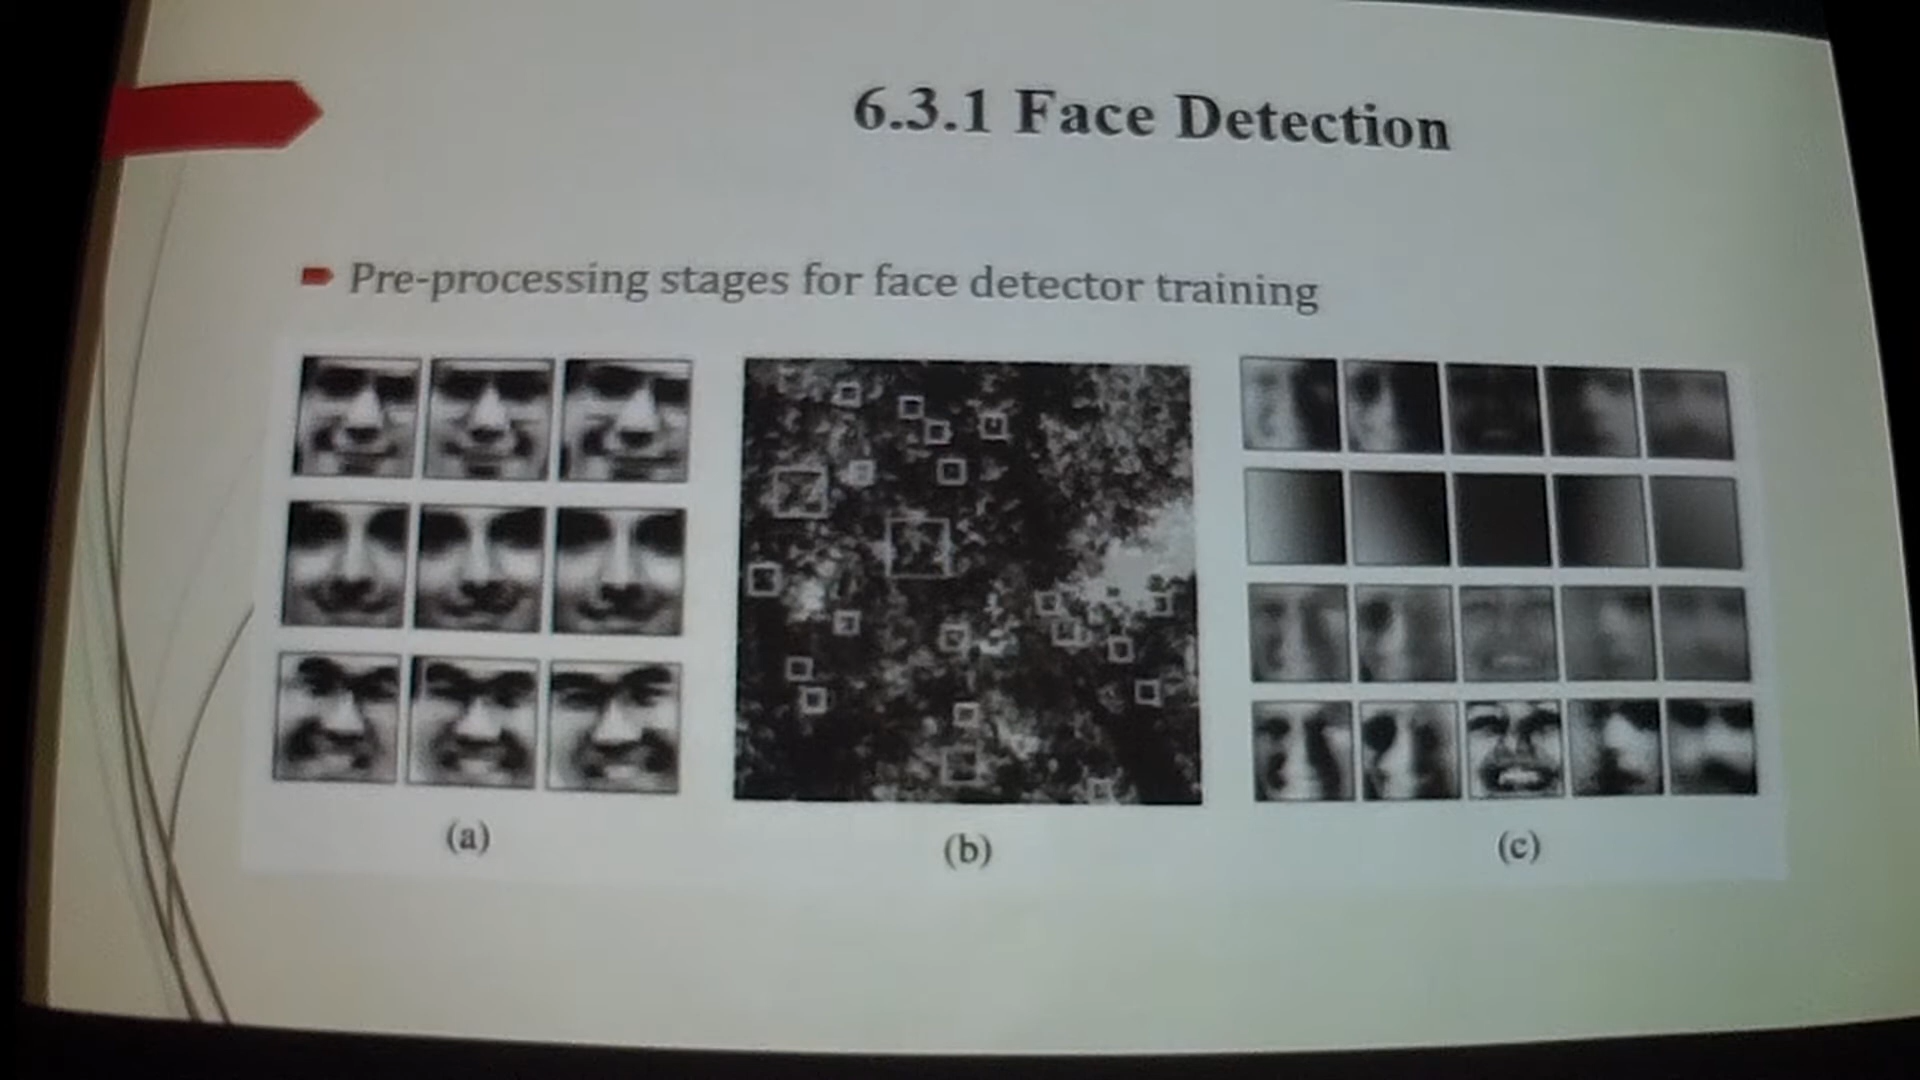 6.3.1 Face Detection
Pre-processing stages for face detector training
(a)
(b)
(c)